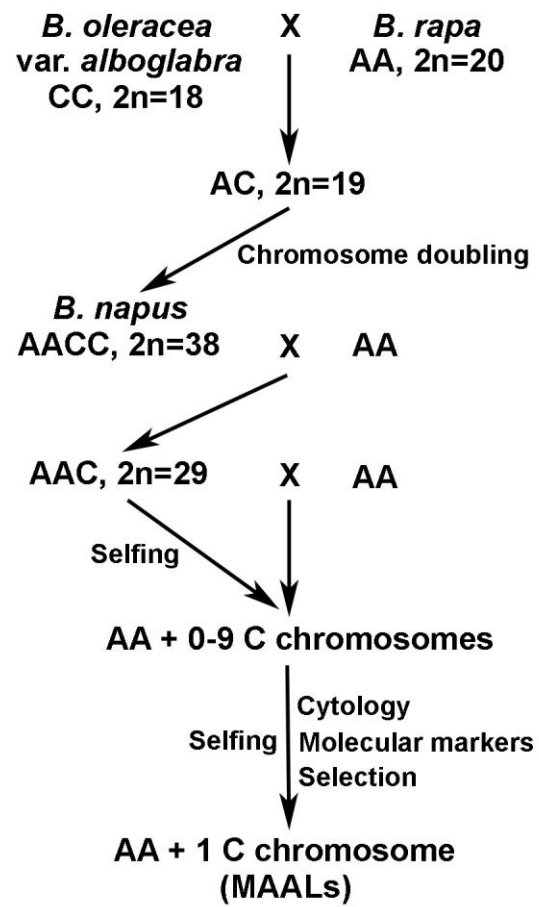 B. oleracea X B. rapa
var. alboglabra AA, 2n=20
CC, 2n=18
AC, 2n=19
Chromosome doubling
B. napus
AACC, 2n=38 X AA
AAC, 2n=29 X AA
Selfing
AA + 0-9 C chromosomes
Cytology
Selfing Molecular markers
Selection
AA + 1 C chromosome
(MAALs)